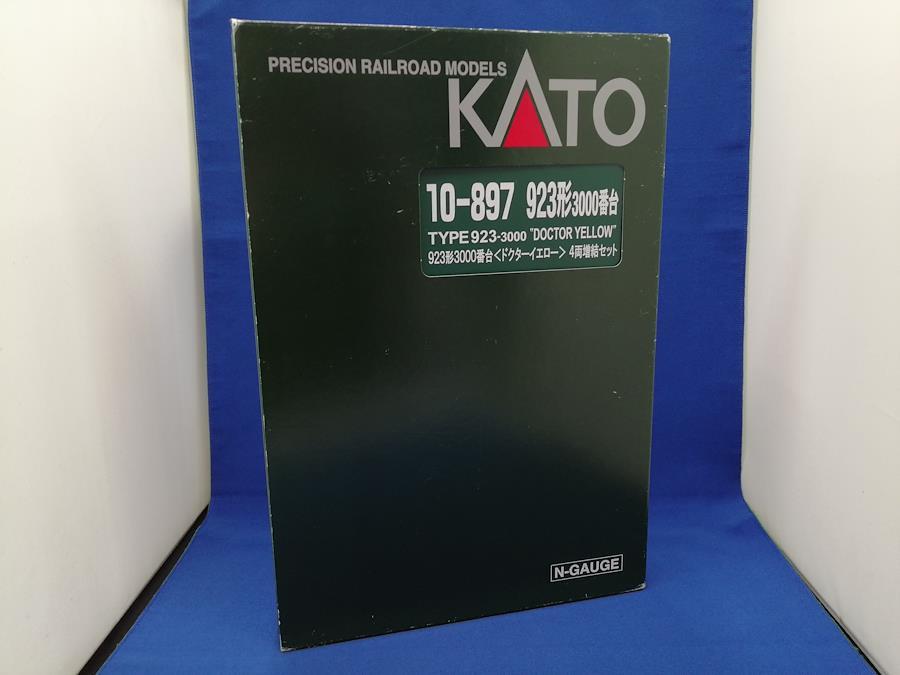 PRECISION RAILROAD MODELS
KATO
10-897 923形3000番台
TYPE 923-3000 "DOCTOR YELLOW"
923形3000番台<ドクターイエロー> 4両増結セット
N-GAUGE